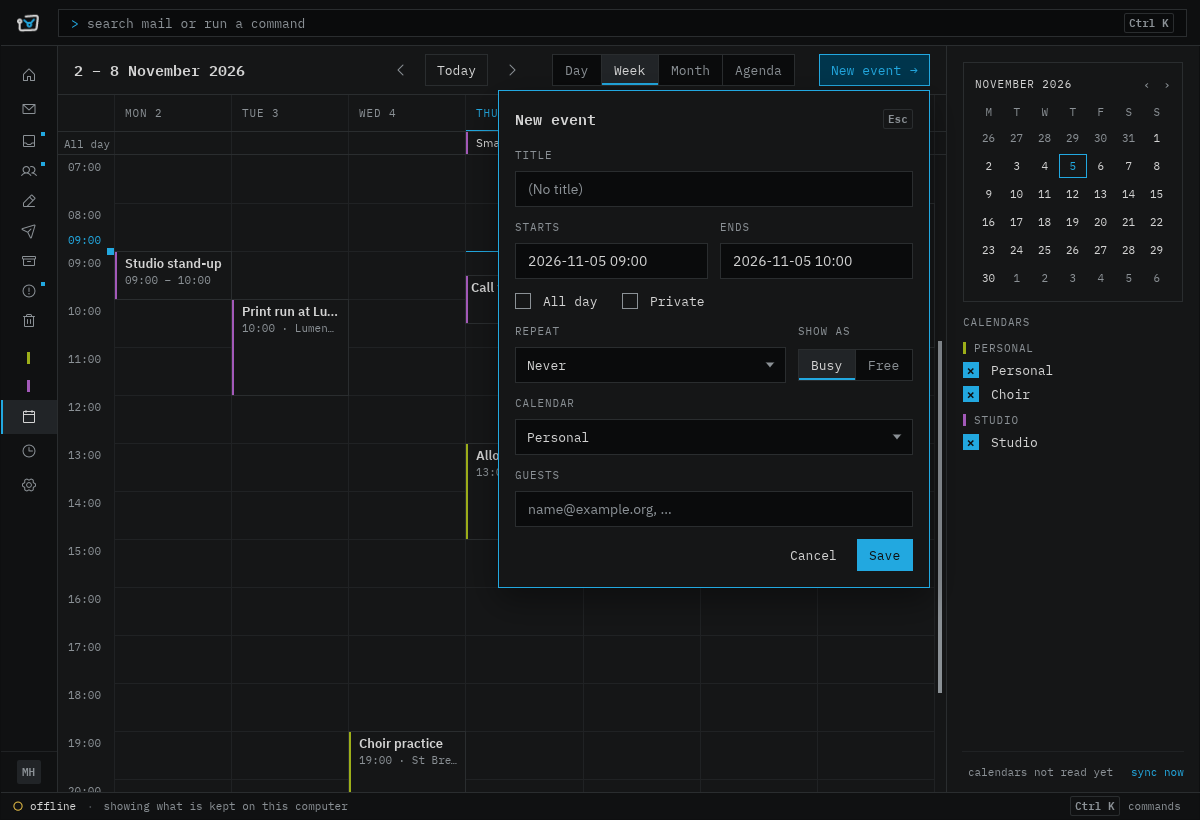 > search mail or run a command Ctrl K
2 – 8 November 2026 Today Day Week Month Agenda New event →
MON 2 TUE 3 WED 4 THU
All day Sma
07:00
08:00
09:00
09:00
10:00
11:00
12:00
13:00
14:00
15:00
16:00
17:00
18:00
19:00
20:00
Studio stand-up
09:00 – 10:00
Print run at Lu…
10:00 · Lumen…
Call
Allo
13:0
Choir practice
19:00 · St Bre…
New event Esc
TITLE
(No title)
STARTS ENDS
2026-11-05 09:00 2026-11-05 10:00
All day Private
REPEAT SHOW AS
Never Busy Free
CALENDAR
Personal
GUESTS
name@example.org, …
Cancel Save
NOVEMBER 2026 ‹ ›
M T W T F S S
26 27 28 29 30 31 1
2 3 4 5 6 7 8
9 10 11 12 13 14 15
16 17 18 19 20 21 22
23 24 25 26 27 28 29
30 1 2 3 4 5 6
CALENDARS
PERSONAL
Personal
Choir
STUDIO
Studio
calendars not read yet sync now
MH
offline · showing what is kept on this computer Ctrl K commands